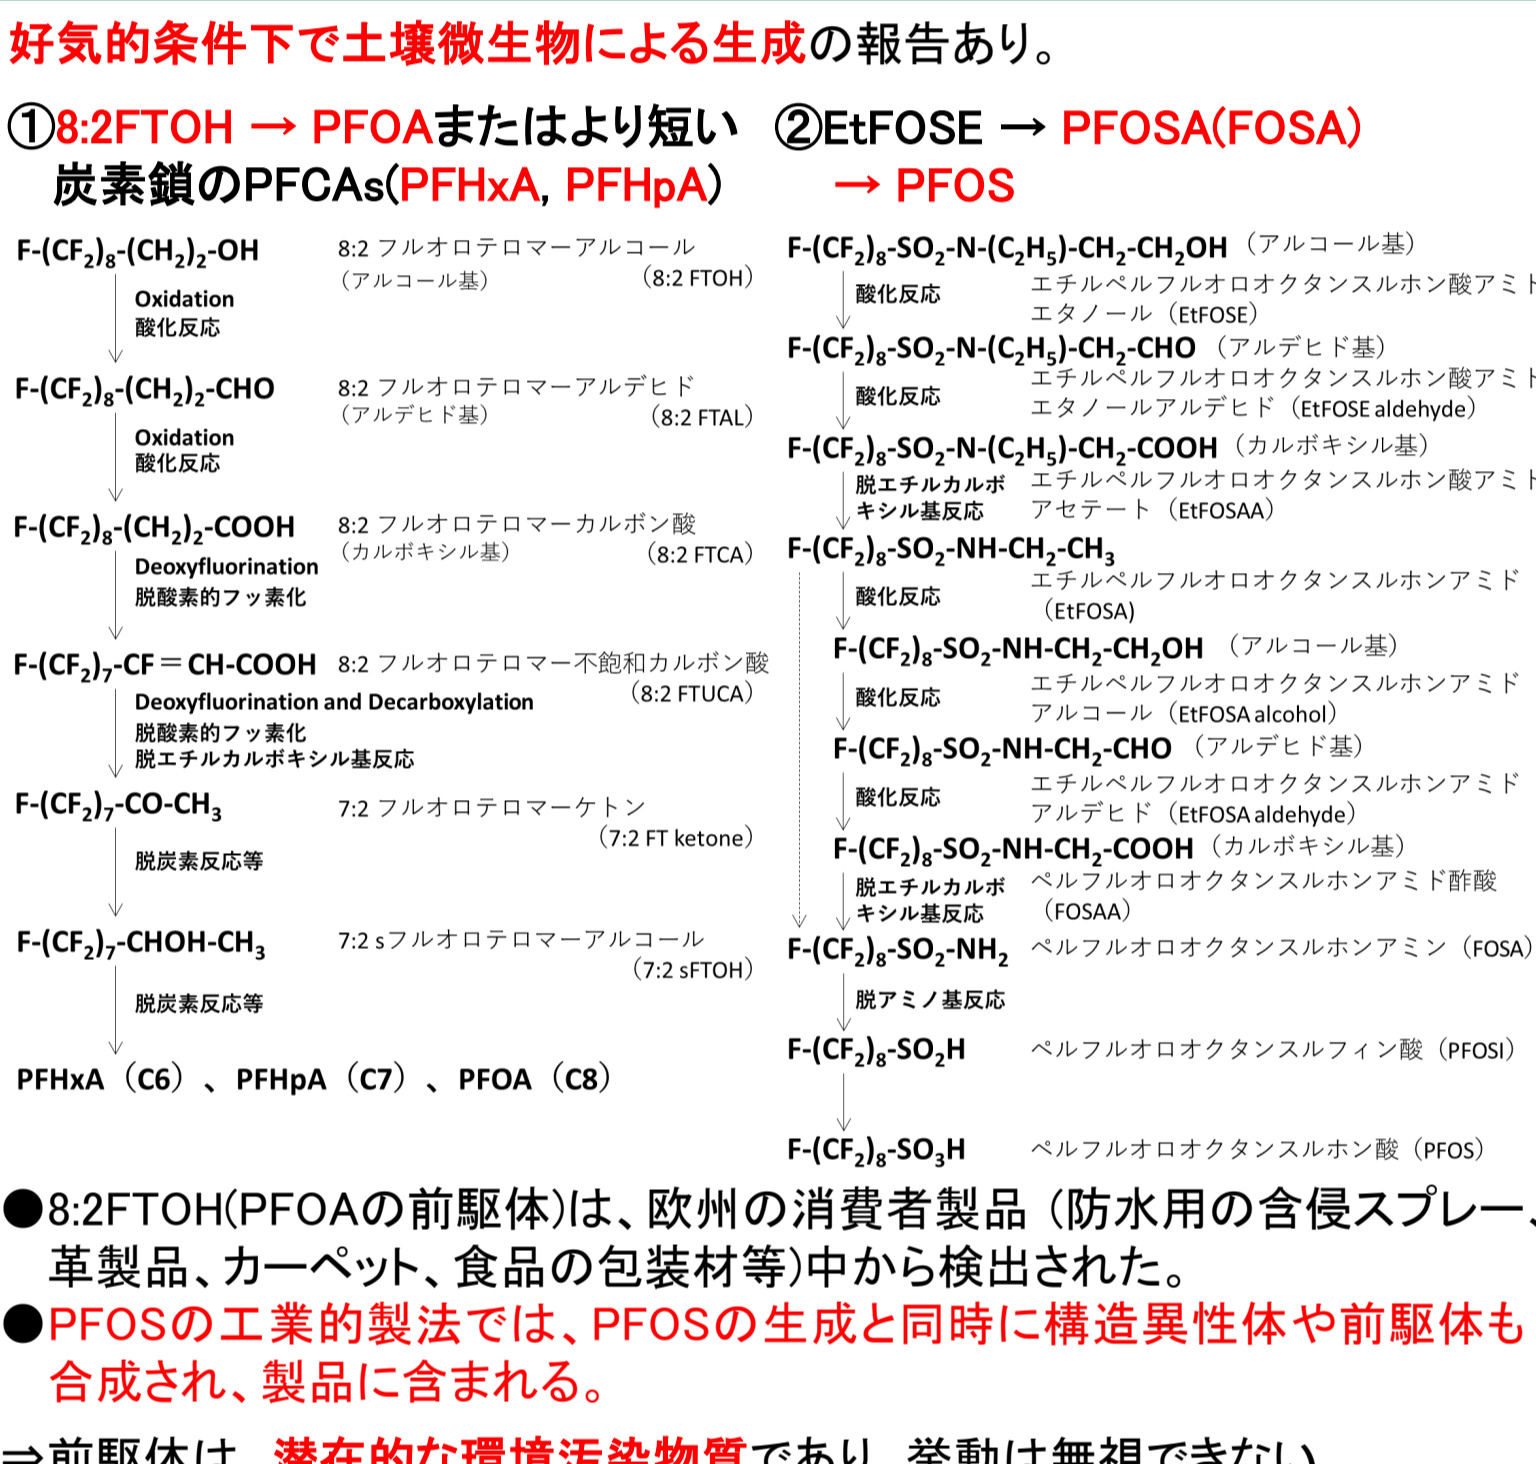 好気的条件下で土壌微生物による生成の報告あり。
①8:2FTOH → PFOAまたはより短い
炭素鎖のPFCAs(PFHxA, PFHpA)
F-(CF2)8-(CH2)2-OH
8:2 フルオロテロマーアルコール
（アルコール基）
（8:2 FTOH）
Oxidation
酸化反応
F-(CF2)8-(CH2)2-CHO
8:2 フルオロテロマーアルデヒド
（アルデヒド基）
（8:2 FTAL）
Oxidation
酸化反応
F-(CF2)8-(CH2)2-COOH
8:2 フルオロテロマーカルボン酸
（カルボキシル基）
（8:2 FTCA）
Deoxyfluorination
脱酸素的フッ素化
F-(CF2)7-CF＝CH-COOH
8:2 フルオロテロマー不飽和カルボン酸
（8:2 FTUCA）
Deoxyfluorination and Decarboxylation
脱酸素的フッ素化
脱エチルカルボキシル基反応
F-(CF2)7-CO-CH3
7:2 フルオロテロマーケトン
（7:2 FT ketone）
脱炭素反応等
F-(CF2)7-CHOH-CH3
7:2 sフルオロテロマーアルコール
（7:2 sFTOH）
脱炭素反応等
PFHxA（C6）、PFHpA（C7）、PFOA（C8）
②EtFOSE → PFOSA(FOSA)
→ PFOS
F-(CF2)8-SO2-N-(C2H5)-CH2-CH2OH（アルコール基）
酸化反応
エチルペルフルオロオクタンスルホン酸アミド
エタノール（EtFOSE）
F-(CF2)8-SO2-N-(C2H5)-CH2-CHO（アルデヒド基）
酸化反応
エチルペルフルオロオクタンスルホン酸アミド
エタノールアルデヒド（EtFOSE aldehyde）
F-(CF2)8-SO2-N-(C2H5)-CH2-COOH（カルボキシル基）
脱エチルカルボ
キシル基反応
エチルペルフルオロオクタンスルホン酸アミド
アセテート（EtFOSAA）
F-(CF2)8-SO2-NH-CH2-CH3
酸化反応
エチルペルフルオロオクタンスルホンアミド
（EtFOSA)
F-(CF2)8-SO2-NH-CH2-CH2OH（アルコール基）
酸化反応
エチルペルフルオロオクタンスルホンアミド
アルコール（EtFOSA alcohol）
F-(CF2)8-SO2-NH-CH2-CHO（アルデヒド基）
酸化反応
エチルペルフルオロオクタンスルホンアミド
アルデヒド（EtFOSA aldehyde）
F-(CF2)8-SO2-NH-CH2-COOH（カルボキシル基）
脱エチルカルボ
キシル基反応
ペルフルオロオクタンスルホンアミド酢酸
（FOSAA）
F-(CF2)8-SO2-NH2
ペルフルオロオクタンスルホンアミン（FOSA）
脱アミノ基反応
F-(CF2)8-SO2H
ペルフルオロオクタンスルフィン酸（PFOSI）
F-(CF2)8-SO3H
ペルフルオロオクタンスルホン酸（PFOS）
●8:2FTOH(PFOAの前駆体)は、欧州の消費者製品（防水用の含侵スプレー、
革製品、カーペット、食品の包装材等)中から検出された。
●PFOSの工業的製法では、PFOSの生成と同時に構造異性体や前駆体も
合成され、製品に含まれる。
⇒前駆体は、潜在的な環境汚染物質であり、挙動は無視できない